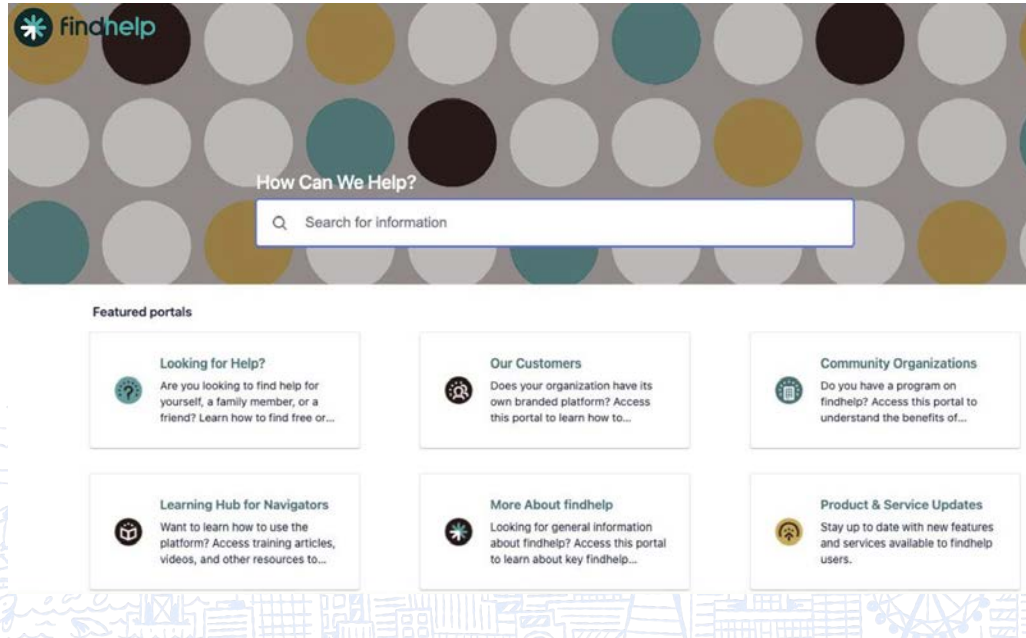 findhelp
How Can We Help?
Search for information
Featured portals
Looking for Help?
Are you looking to find help for
yourself, a family member, or a
friend? Learn how to find free or...
Our Customers
Does your organization have its
own branded platform? Access
this portal to learn how to...
Community Organizations
Do you have a program on
findhelp? Access this portal to
understand the benefits of...
Learning Hub for Navigators
Want to learn how to use the
platform? Access training articles,
videos, and other resources to...
More About findhelp
Looking for general information
about findhelp? Access this portal
to learn about key findhelp...
Product & Service Updates
Stay up to date with new features
and services available to findhelp
users.